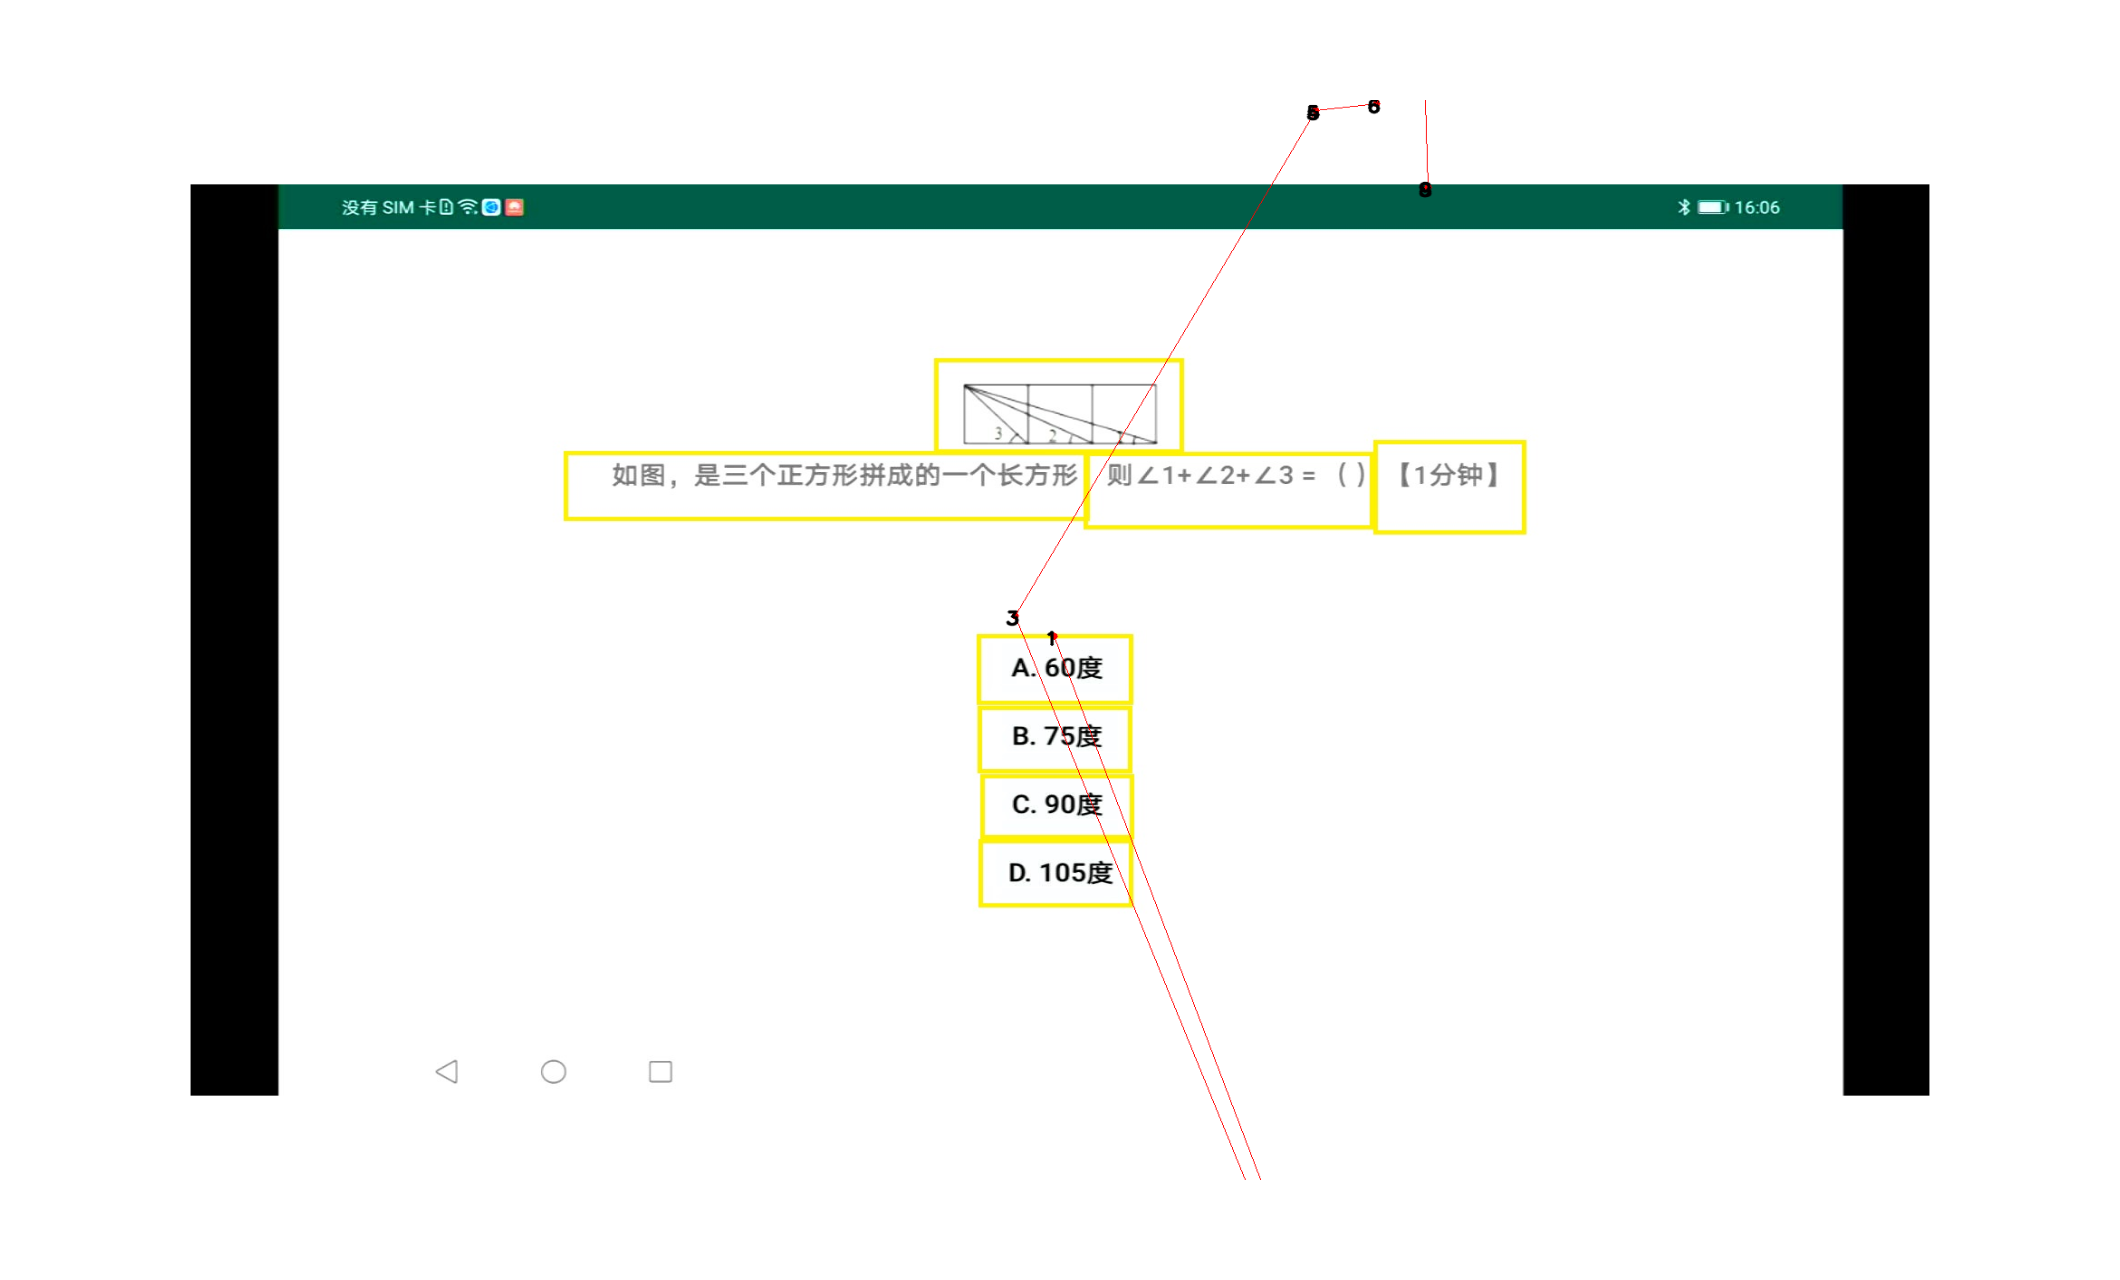 没有 SIM 卡 16:06
5 6
9
3 2
如图，是三个正方形拼成的一个长方形 则∠1+∠2+∠3 =（ ） 【1分钟】
3
1
A. 60度
B. 75度
C. 90度
D. 105度